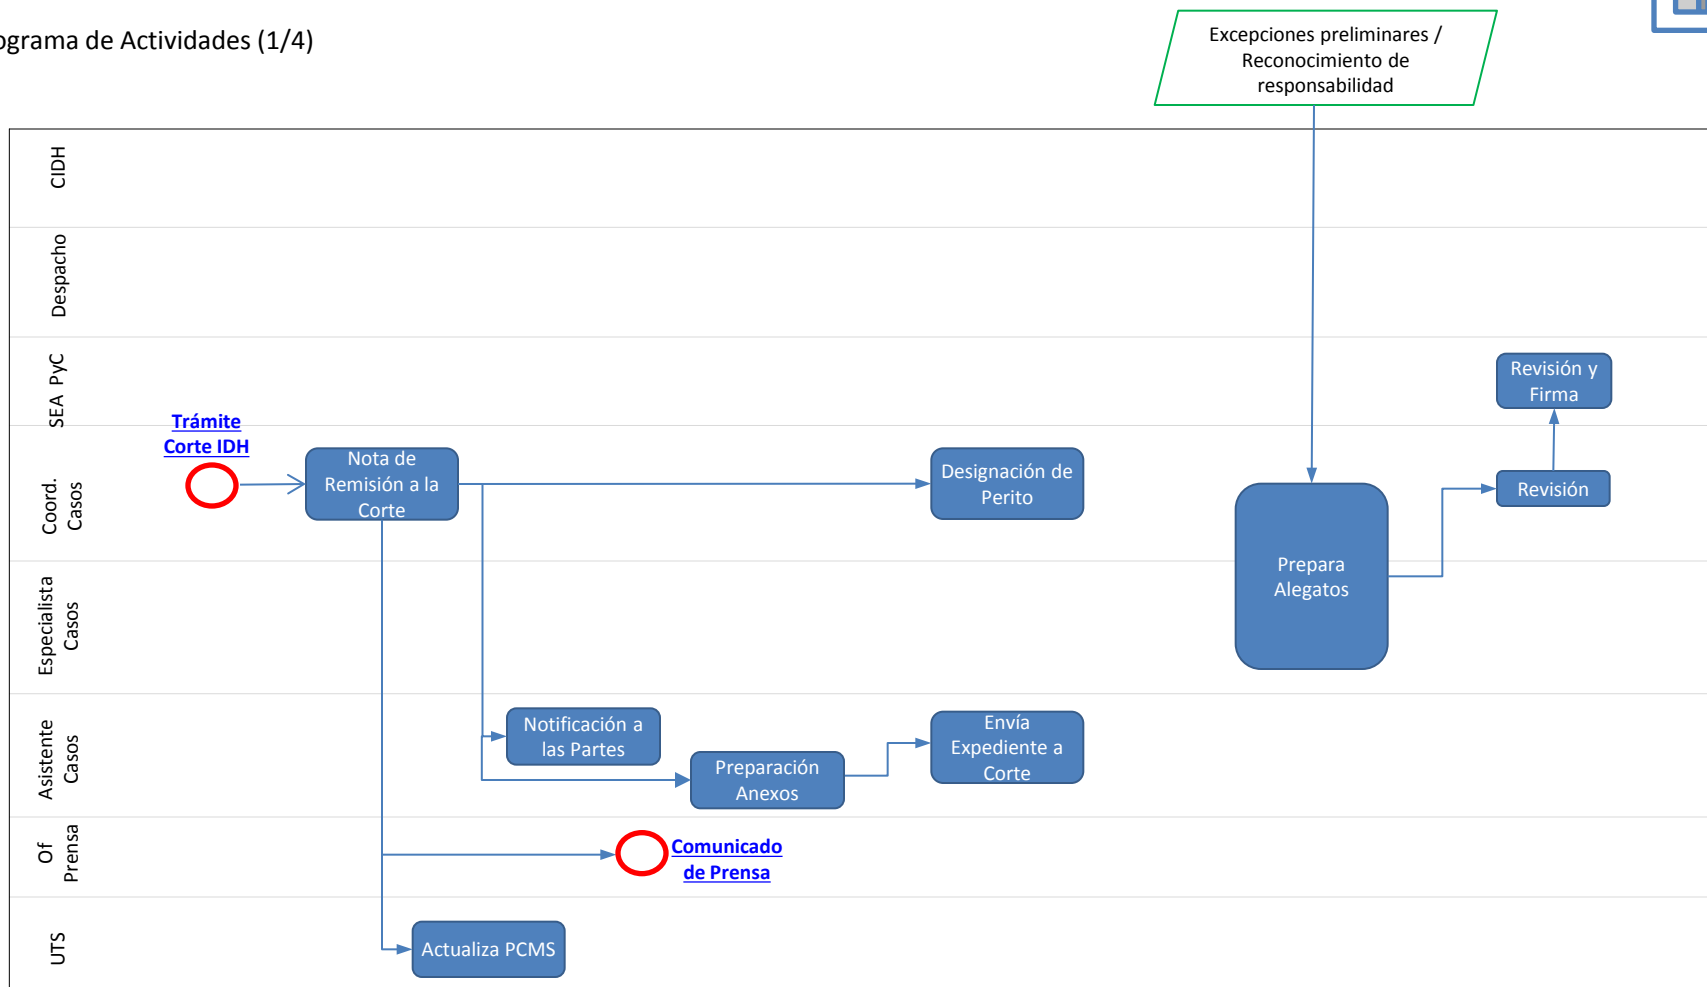 ograma de Actividades (1/4)
Excepciones preliminares /
Reconocimiento de
responsabilidad
CIDH
Despacho
SEA PyC
Revisión y
Firma
Trámite
Corte IDH
Coord.
Casos
Nota de
Remisión a la
Corte
Designación de
Perito
Revisión
Especialista
Casos
Prepara
Alegatos
Asistente
Casos
Notificación a
las Partes
Preparación
Anexos
Envía
Expediente a
Corte
Of
Prensa
Comunicado
de Prensa
UTS
Actualiza PCMS